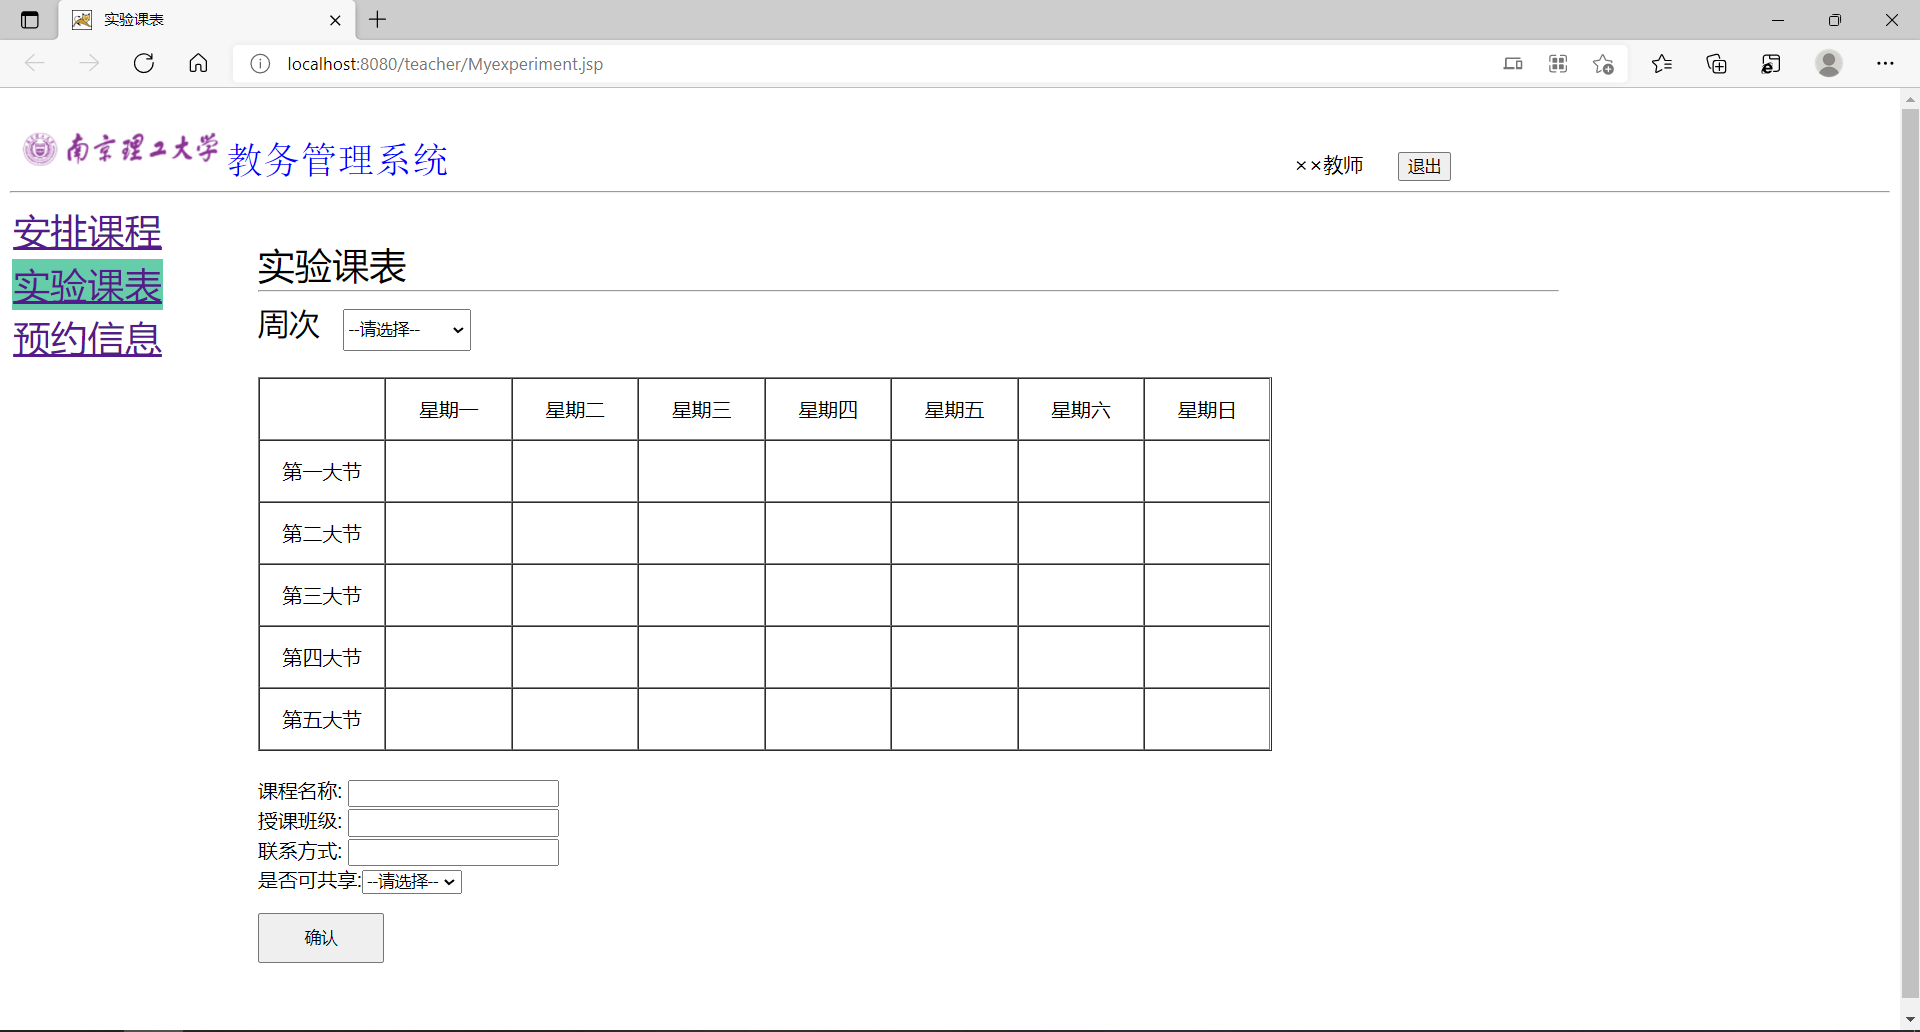 实验课表
localhost:8080/teacher/Myexperiment.jsp
南京理工大学 教务管理系统
××教师 退出
安排课程
实验课表
预约信息
实验课表
周次 --请选择--
星期一 星期二 星期三 星期四 星期五 星期六 星期日
第一大节
第二大节
第三大节
第四大节
第五大节
课程名称:
授课班级:
联系方式:
是否可共享: --请选择--
确认